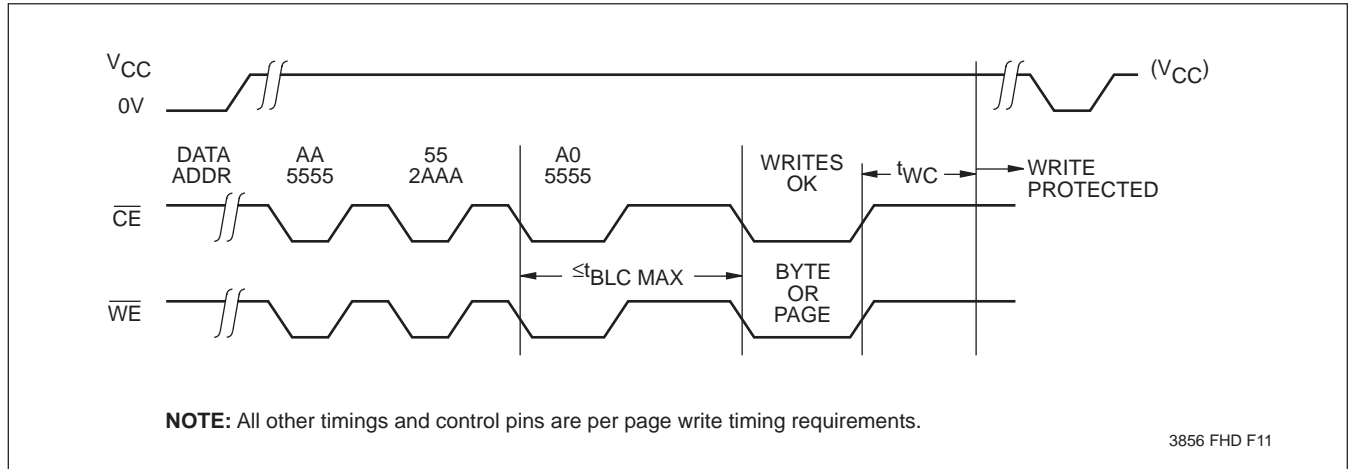 VCC
(VCC)
0V
DATA AA 55 A0 WRITES
ADDR 5555 2AAA 5555 OK
tWC
WRITE
PROTECTED
CE
≤tBLC MAX
BYTE
OR
PAGE
WE
NOTE: All other timings and control pins are per page write timing requirements.
3856 FHD F11